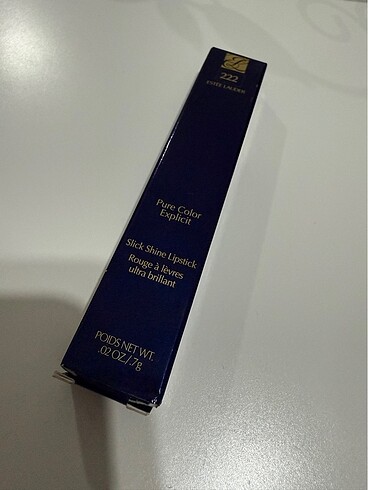 222
ESTĒE LAUDER
Pure Color
Explicit
Slick Shine Lipstick
Rouge à lèvres
ultra brillant
POIDS NET WT.
.02 OZ./.7g